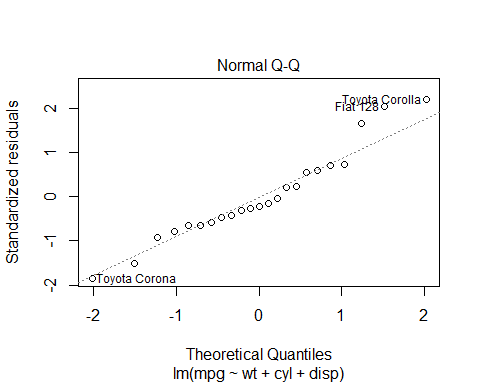 Normal Q-Q
Standardized residuals
2
1
0
-1
-2
Toyota Corolla
Fiat 128
Toyota Corona
-2
-1
0
1
2
Theoretical Quantiles
lm(mpg ~ wt + cyl + disp)